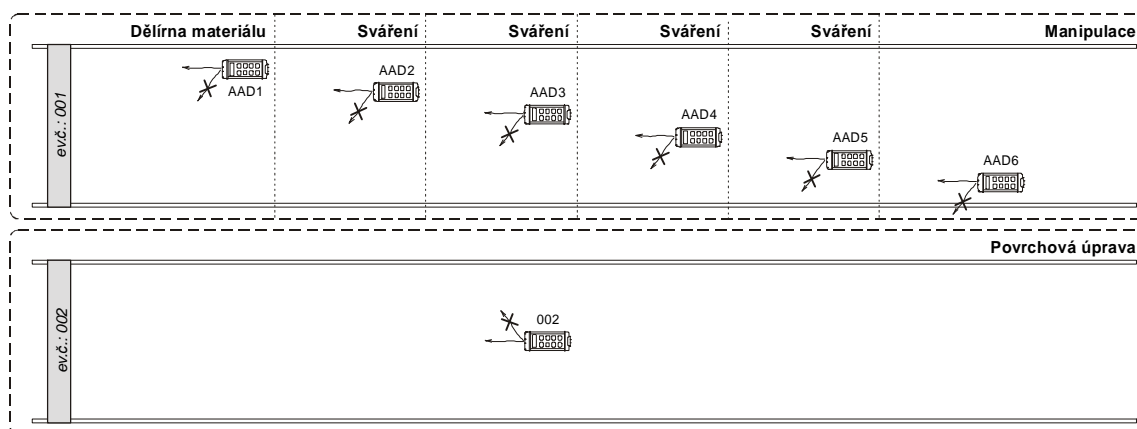 Dělírna materiálu
Sváření
Sváření
Sváření
Sváření
Manipulace
ev.č.: 001
AAD1
AAD2
AAD3
AAD4
AAD5
AAD6
Povrchová úprava
ev.č.: 002
002